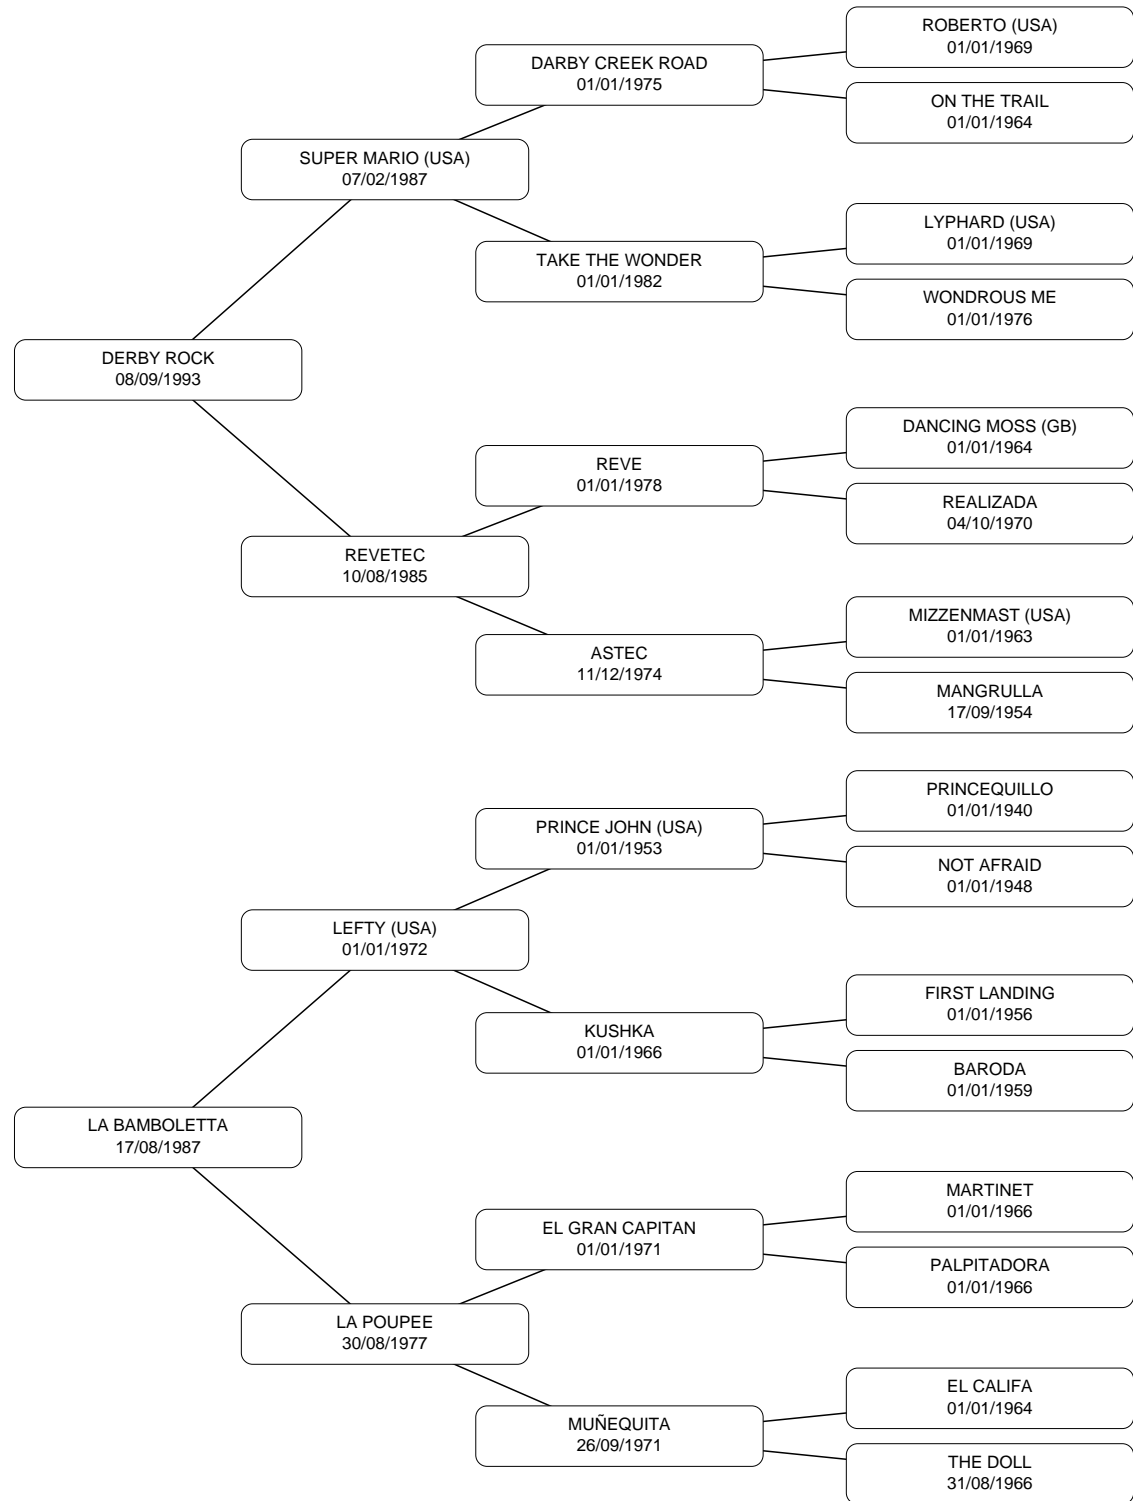 ROBERTO (USA)
01/01/1969
DARBY CREEK ROAD
01/01/1975
ON THE TRAIL
01/01/1964
SUPER MARIO (USA)
07/02/1987
LYPHARD (USA)
01/01/1969
TAKE THE WONDER
01/01/1982
WONDROUS ME
01/01/1976
DERBY ROCK
08/09/1993
DANCING MOSS (GB)
01/01/1964
REVE
01/01/1978
REALIZADA
04/10/1970
REVETEC
10/08/1985
MIZZENMAST (USA)
01/01/1963
ASTEC
11/12/1974
MANGRULLA
17/09/1954
PRINCEQUILLO
01/01/1940
PRINCE JOHN (USA)
01/01/1953
NOT AFRAID
01/01/1948
LEFTY (USA)
01/01/1972
FIRST LANDING
01/01/1956
KUSHKA
01/01/1966
BARODA
01/01/1959
LA BAMBOLETTA
17/08/1987
MARTINET
01/01/1966
EL GRAN CAPITAN
01/01/1971
PALPITADORA
01/01/1966
LA POUPEE
30/08/1977
EL CALIFA
01/01/1964
MUÑEQUITA
26/09/1971
THE DOLL
31/08/1966